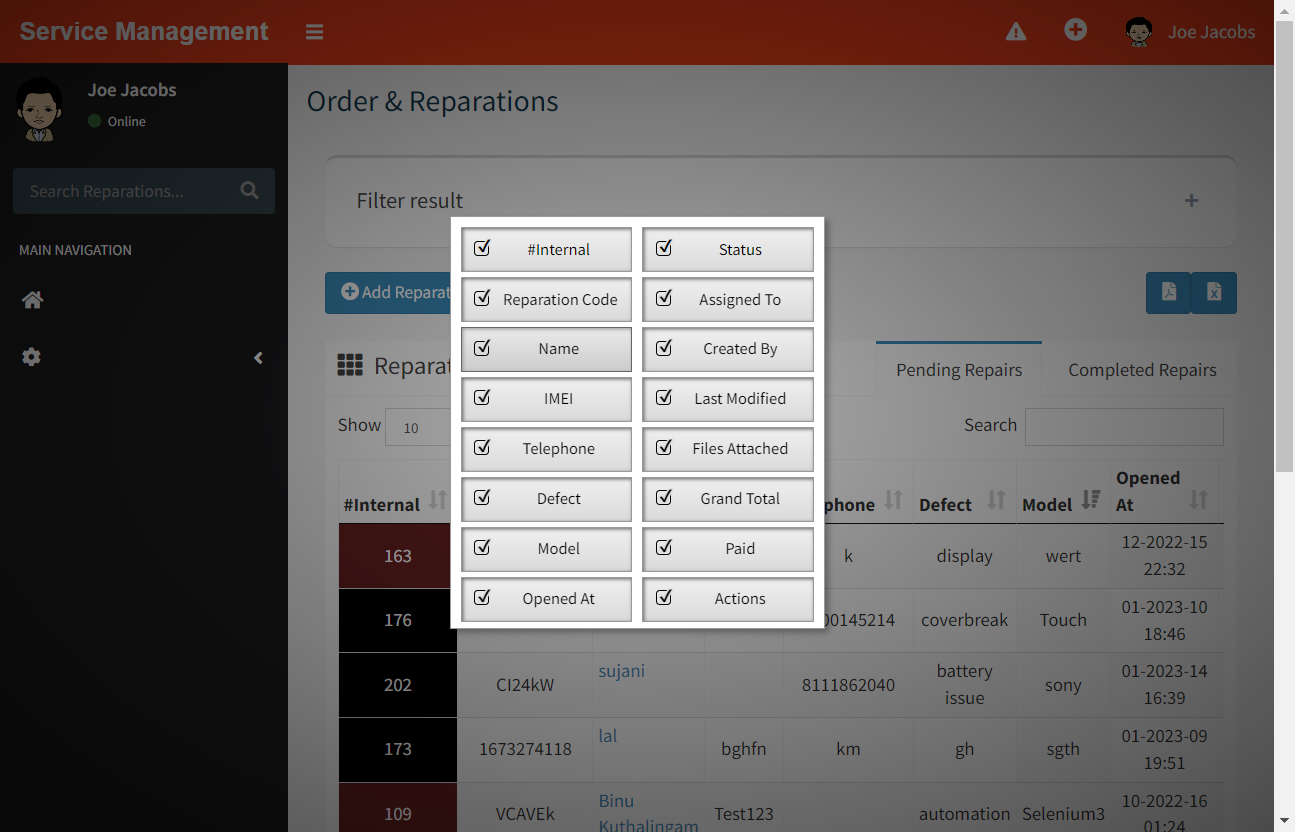 Service Management
Joe Jacobs
Joe Jacobs
Online
Search Reparations...
MAIN NAVIGATION
Order & Reparations
Filter result
Add Reparat
Reparat
Pending Repairs
Completed Repairs
Show 10
Search
#Internal
Status
Reparation Code
Assigned To
Name
Created By
IMEI
Last Modified
Telephone
Files Attached
Defect
Grand Total
Model
Paid
Opened At
Actions
#Internal phone Defect Model Opened At
163 k display wert 12-2022-15 22:32
176 00145214 coverbreak Touch 01-2023-10 18:46
202 CI24kW sujani 8111862040 battery issue sony 01-2023-14 16:39
173 1673274118 lal bghfn km gh sgth 01-2023-09 19:51
109 VCAVEk Binu Kuthalingam Test123 automation Selenium3 10-2022-16 01:24